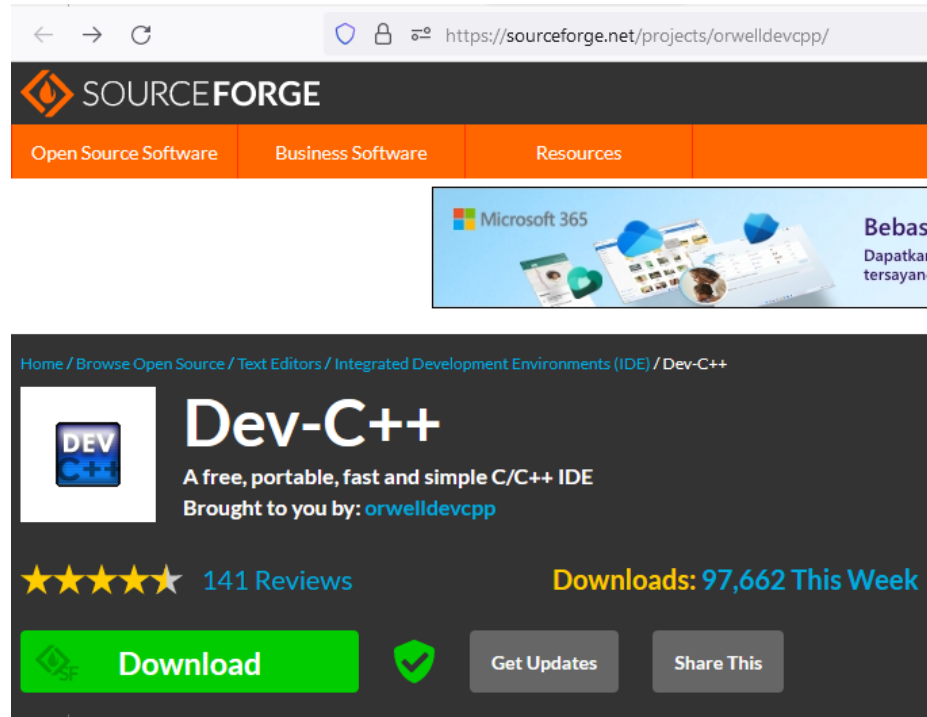 https://sourceforge.net/projects/orwelldevcpp/
SOURCEFORGE
Open Source Software Business Software Resources
Microsoft 365
Bebas
Dapatkan
tersayan
Home / Browse Open Source / Text Editors / Integrated Development Environments (IDE) / Dev-C++
DEV
C++
Dev-C++
A free, portable, fast and simple C/C++ IDE
Brought to you by: orwelldevcpp
141 Reviews Downloads: 97,662 This Week
SF Download Get Updates Share This